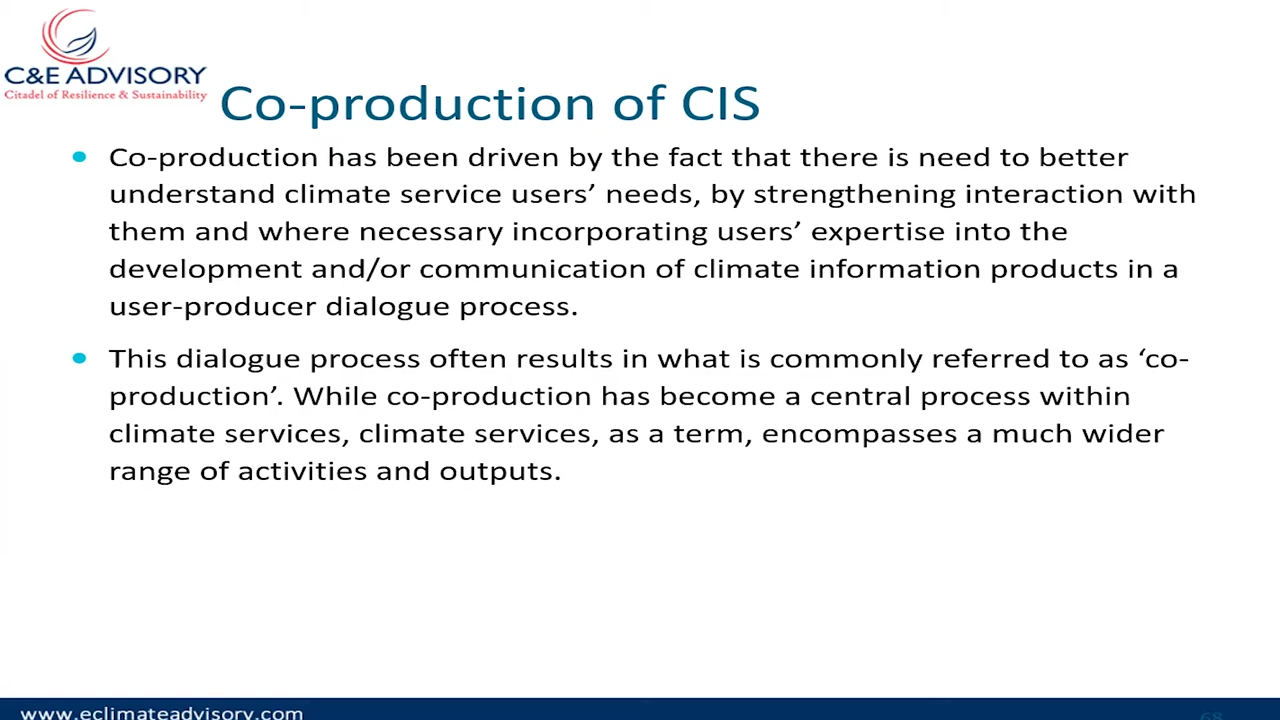 C&E ADVISORY
Citadel of Resilience & Sustainability
Co-production of CIS
• Co-production has been driven by the fact that there is need to better
understand climate service users’ needs, by strengthening interaction with
them and where necessary incorporating users’ expertise into the
development and/or communication of climate information products in a
user-producer dialogue process.
• This dialogue process often results in what is commonly referred to as ‘co-
production’. While co-production has become a central process within
climate services, climate services, as a term, encompasses a much wider
range of activities and outputs.
www.eclimateadvisory.com
68